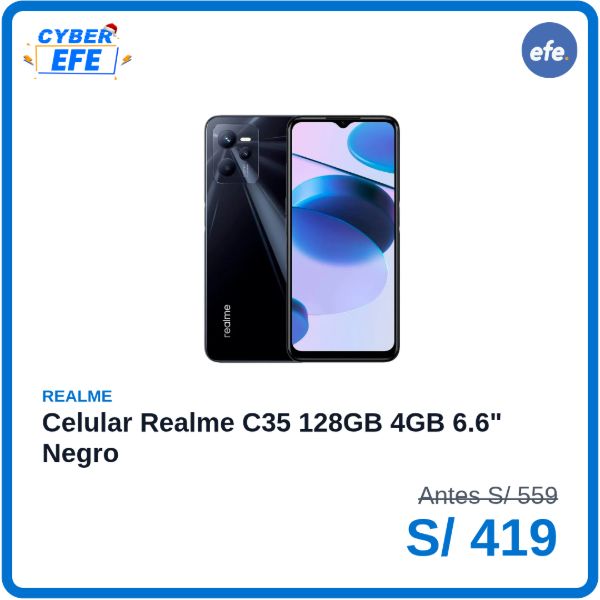 CYBER
EFE
efe.
realme
REALME
Celular Realme C35 128GB 4GB 6.6"
Negro
Antes S/ 559
S/ 419